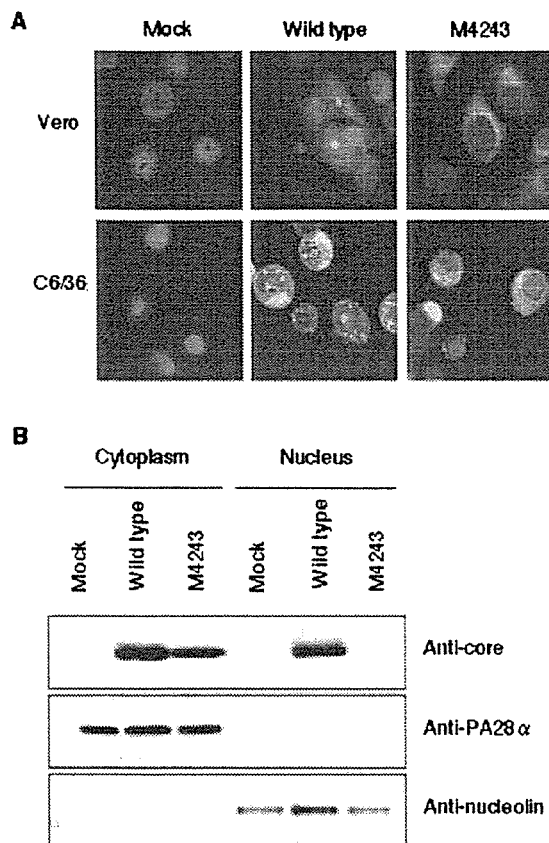 A
Mock Wild type M4243
Vero
C6/36
B
Cytoplasm Nucleus
Mock Wild type M4243 Mock Wild type M4243
Anti-core
Anti-PA28α
Anti-nucleolin